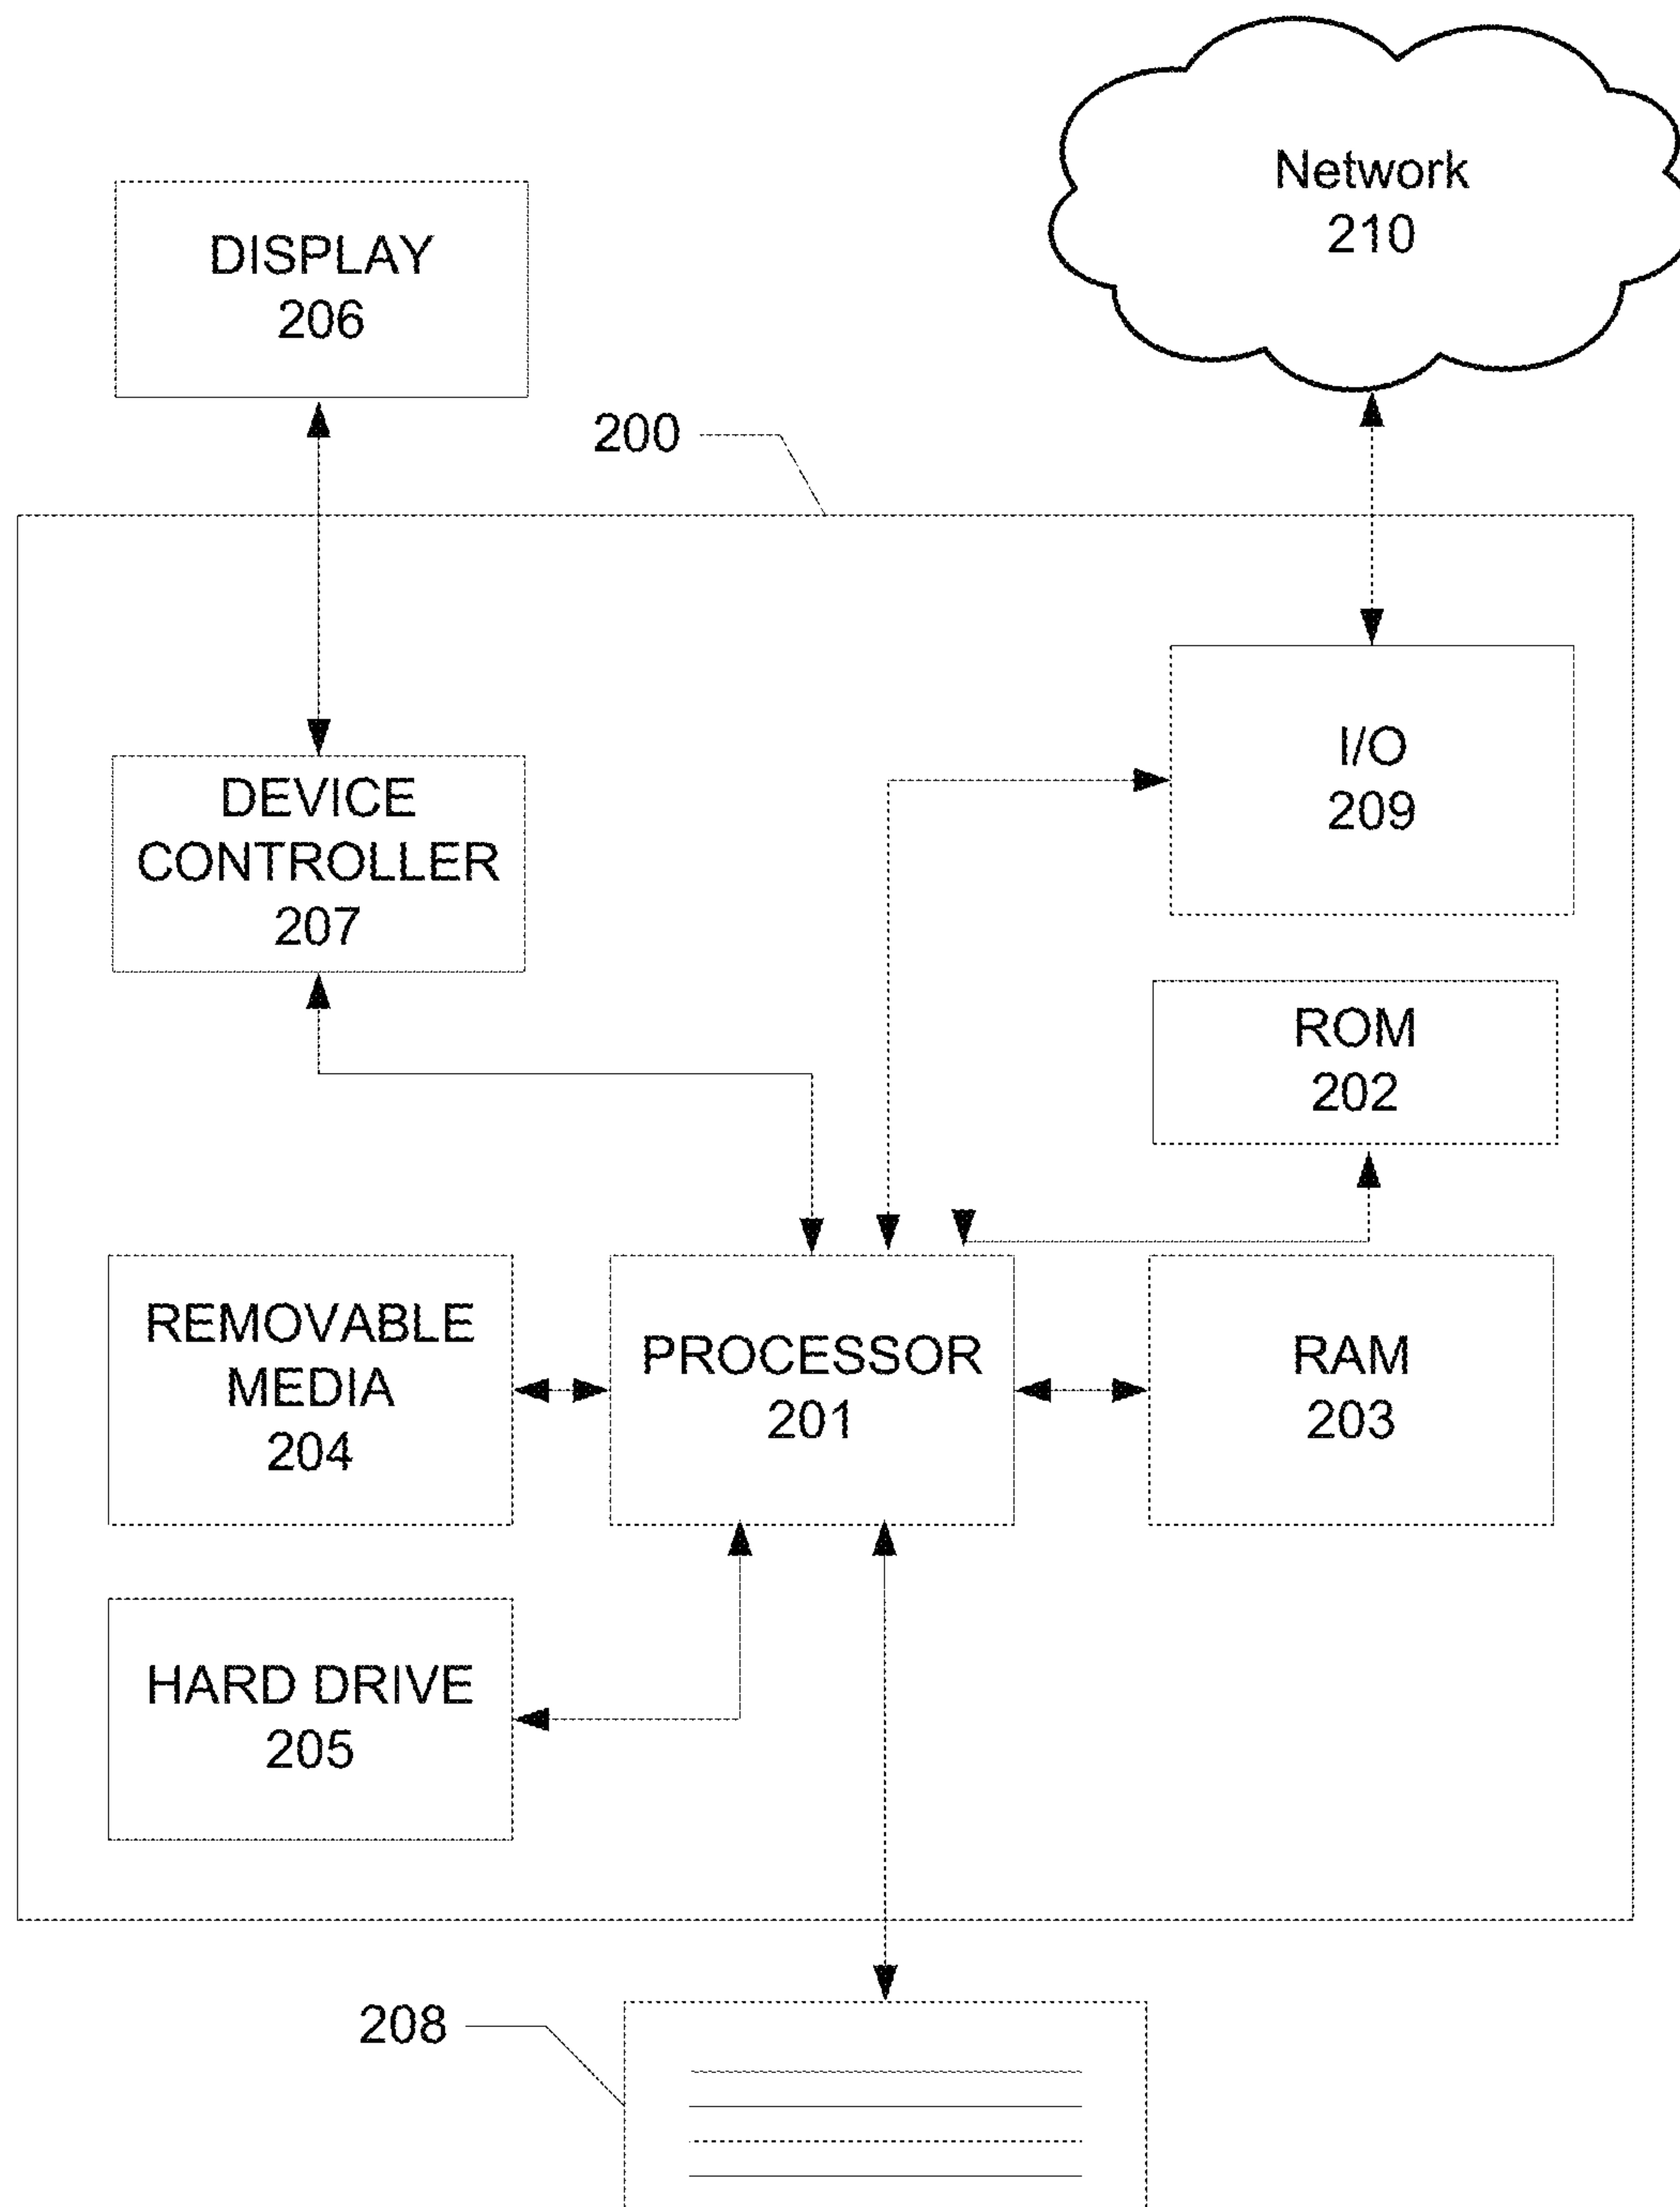 Network
210
DISPLAY
206
200
DEVICE
CONTROLLER
207
I/O
209
ROM
202
REMOVABLE
MEDIA
204
PROCESSOR
201
RAM
203
HARD DRIVE
205
208